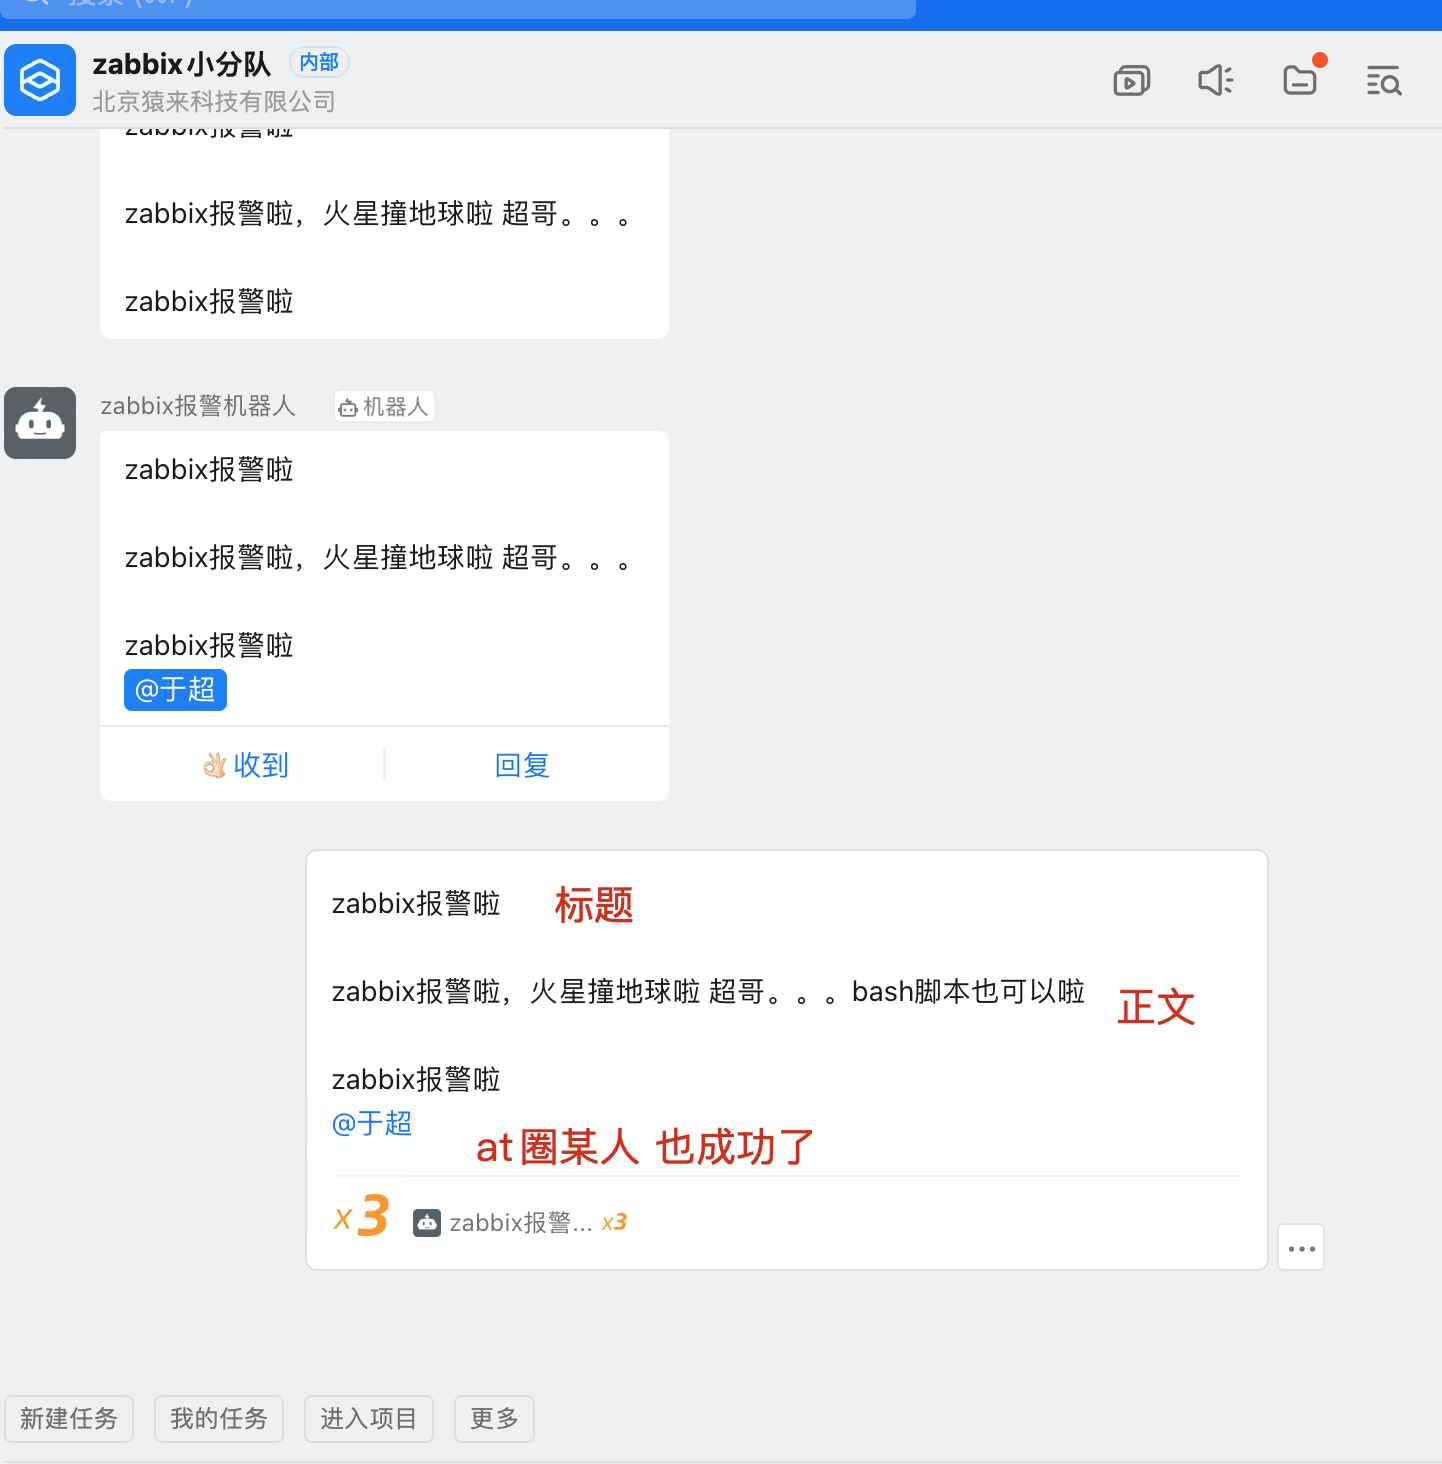 zabbix小分队 内部
北京猿来科技有限公司
zabbix报警啦
zabbix报警啦，火星撞地球啦 超哥。。。
zabbix报警啦
zabbix报警机器人 机器人
zabbix报警啦
zabbix报警啦，火星撞地球啦 超哥。。。
zabbix报警啦
@于超
👌🏻收到 回复
zabbix报警啦 标题
zabbix报警啦，火星撞地球啦 超哥。。。bash脚本也可以啦 正文
zabbix报警啦
@于超
at圈某人 也成功了
x3 zabbix报警... x3
新建任务 我的任务 进入项目 更多